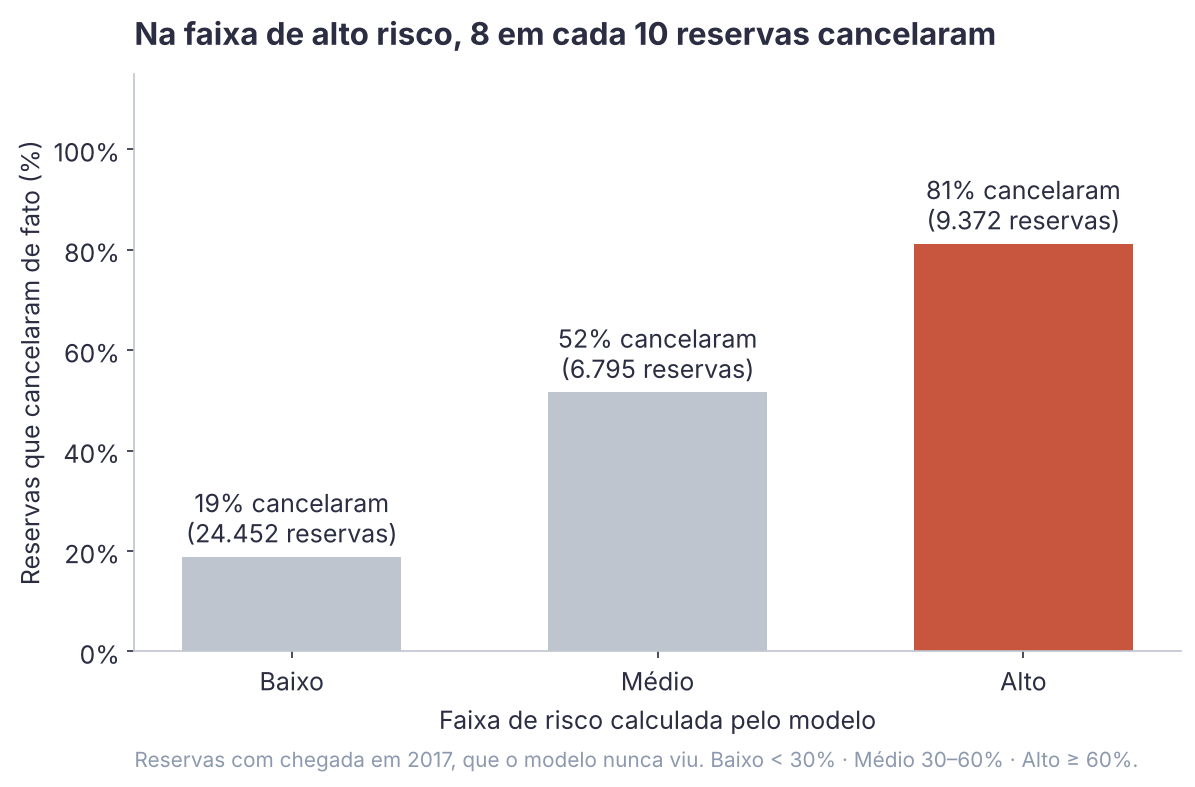 Na faixa de alto risco, 8 em cada 10 reservas cancelaram
Reservas que cancelaram de fato (%)
100%
80%
60%
40%
20%
0%
19% cancelaram
(24.452 reservas)
52% cancelaram
(6.795 reservas)
81% cancelaram
(9.372 reservas)
Baixo
Médio
Alto
Faixa de risco calculada pelo modelo
Reservas com chegada em 2017, que o modelo nunca viu. Baixo < 30% · Médio 30–60% · Alto ≥ 60%.